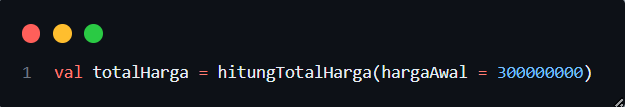 1 val totalHarga = hitungTotalHarga(hargaAwal = 300000000)